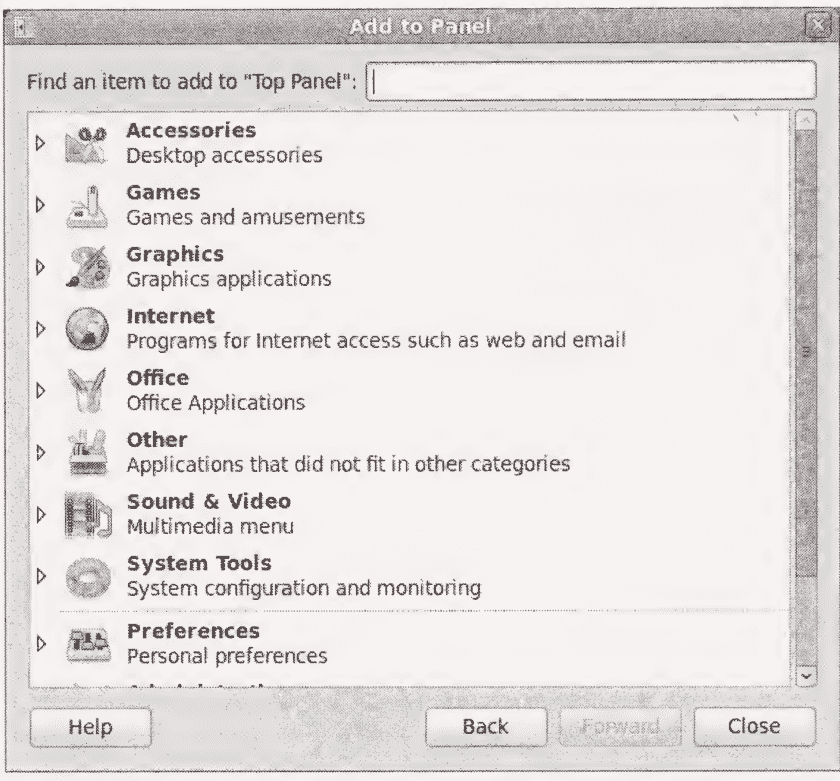 Add to Panel
Find an item to add to "Top Panel":
Accessories
Desktop accessories
Games
Games and amusements
Graphics
Graphics applications
Internet
Programs for Internet access such as web and email
Office
Office Applications
Other
Applications that did not fit in other categories
Sound & Video
Multimedia menu
System Tools
System configuration and monitoring
Preferences
Personal preferences
Help
Back
Forward
Close